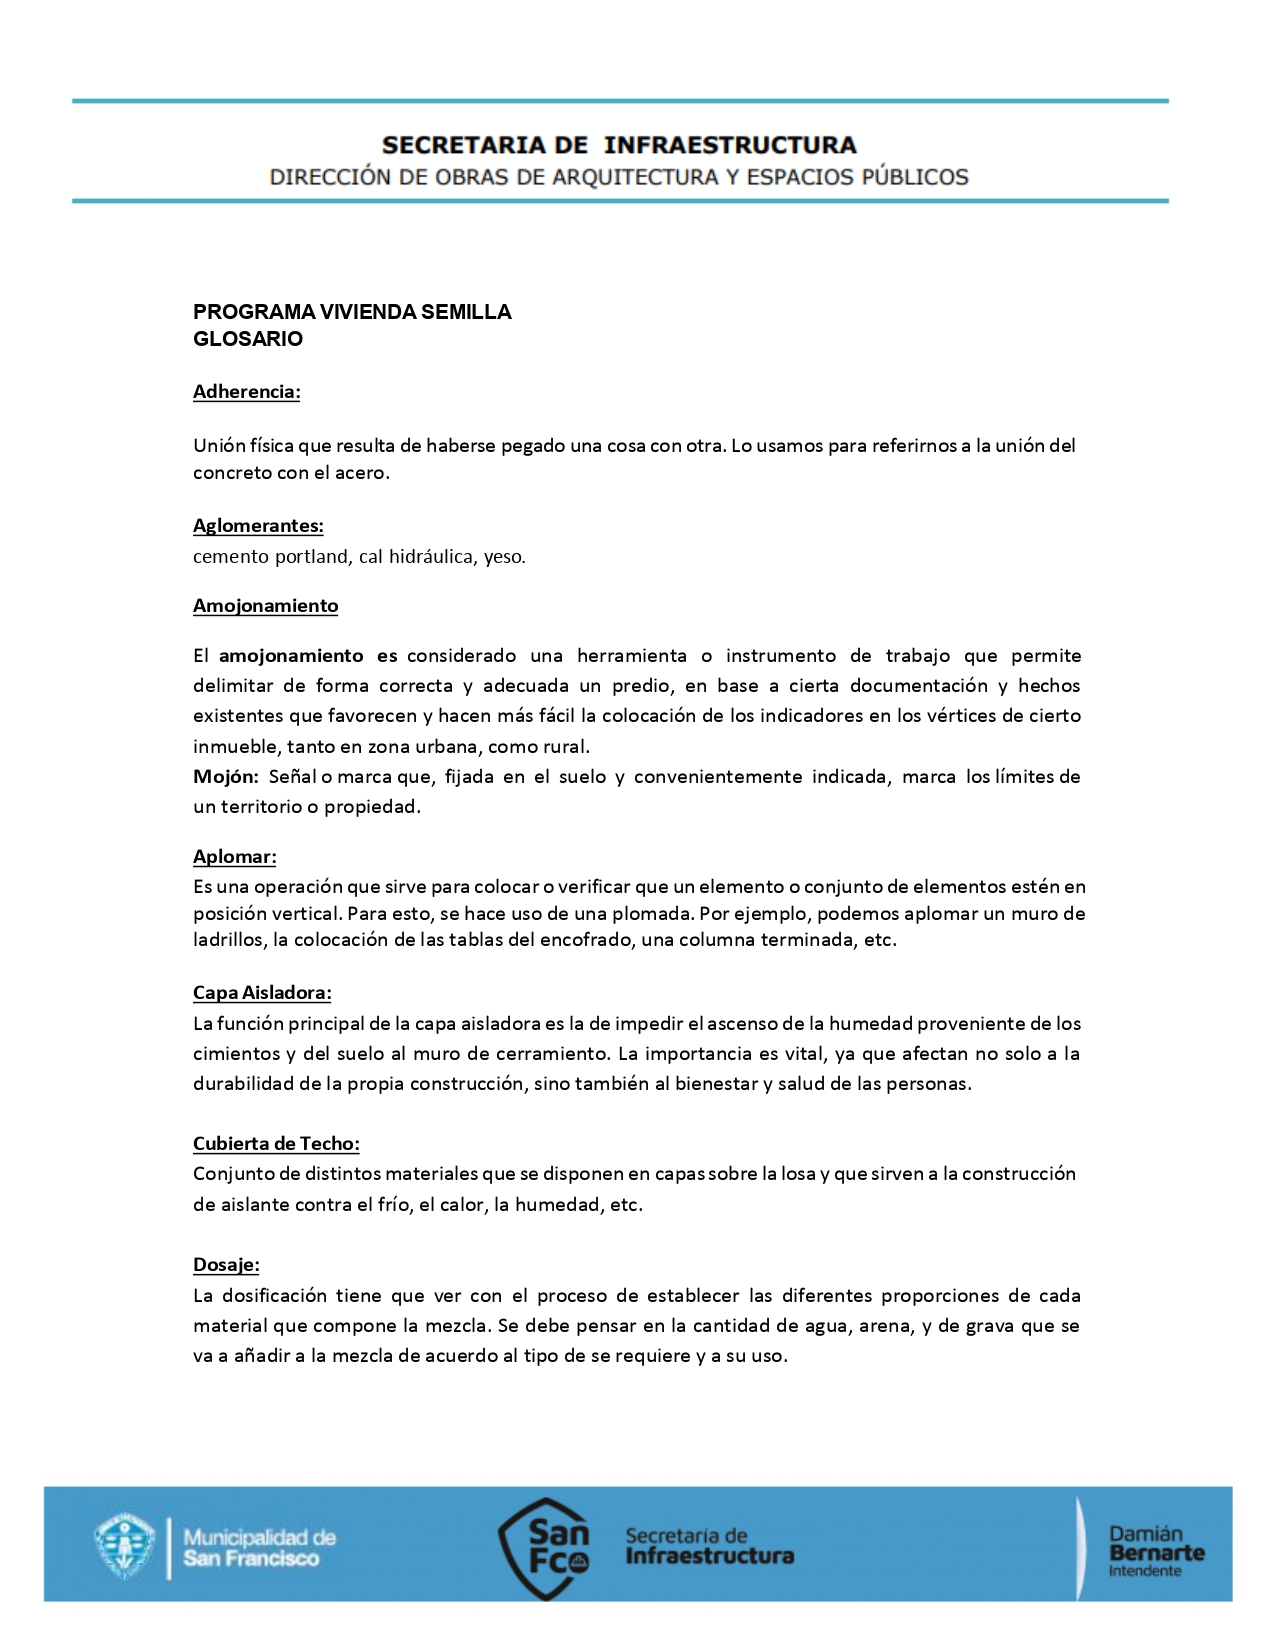 SECRETARIA DE INFRAESTRUCTURA
DIRECCIÓN DE OBRAS DE ARQUITECTURA Y ESPACIOS PÚBLICOS
PROGRAMA VIVIENDA SEMILLA
GLOSARIO
Adherencia:
Unión física que resulta de haberse pegado una cosa con otra. Lo usamos para referirnos a la unión del
concreto con el acero.
Aglomerantes:
cemento portland, cal hidráulica, yeso.
Amojonamiento
El amojonamiento es considerado una herramienta o instrumento de trabajo que permite
delimitar de forma correcta y adecuada un predio, en base a cierta documentación y hechos
existentes que favorecen y hacen más fácil la colocación de los indicadores en los vértices de cierto
inmueble, tanto en zona urbana, como rural.
Mojón: Señal o marca que, fijada en el suelo y convenientemente indicada, marca los límites de
un territorio o propiedad.
Aplomar:
Es una operación que sirve para colocar o verificar que un elemento o conjunto de elementos estén en
posición vertical. Para esto, se hace uso de una plomada. Por ejemplo, podemos aplomar un muro de
ladrillos, la colocación de las tablas del encofrado, una columna terminada, etc.
Capa Aisladora:
La función principal de la capa aisladora es la de impedir el ascenso de la humedad proveniente de los
cimientos y del suelo al muro de cerramiento. La importancia es vital, ya que afectan no solo a la
durabilidad de la propia construcción, sino también al bienestar y salud de las personas.
Cubierta de Techo:
Conjunto de distintos materiales que se disponen en capas sobre la losa y que sirven a la construcción
de aislante contra el frío, el calor, la humedad, etc.
Dosaje:
La dosificación tiene que ver con el proceso de establecer las diferentes proporciones de cada
material que compone la mezcla. Se debe pensar en la cantidad de agua, arena, y de grava que se
va a añadir a la mezcla de acuerdo al tipo de se requiere y a su uso.
Municipalidad de
San Francisco
San
Fco
Secretaría de
Infraestructura
Damián
Bernarte
Intendente